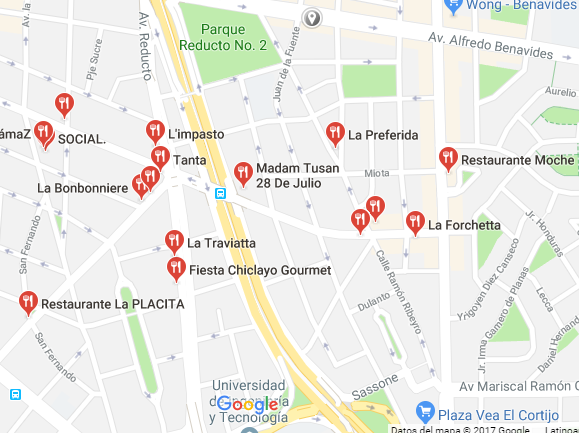 Wong - Benavides
Parque
Reducto No. 2
Av. Alfredo Benavides
Av. la
Pje Sucre
Av. Reducto
Juan de la Fuente
Aurelio
ámaZ
SOCIAL.
L'impasto
La Preferida
Tanta
Restaurante Moche
Madam Tusan
28 De Julio
Miota
La Bonbonniere
La Forchetta
Jr. Honduras
San Fernando
La Traviatta
Fiesta Chiclayo Gourmet
Calle Ramón Ribeyro
Yrigoyen Diez Canseco
Jr. Irma Gamero de Planas
Lecca
Daniel Hernand
Restaurante La PLACITA
Dulanto
San Fernando
Sassone
Av Mariscal Ramón C
Universidad
de Ingeniería
y Tecnología
Google
Plaza Vea El Cortijo
Datos del mapa © 2017 Google
Latinoa